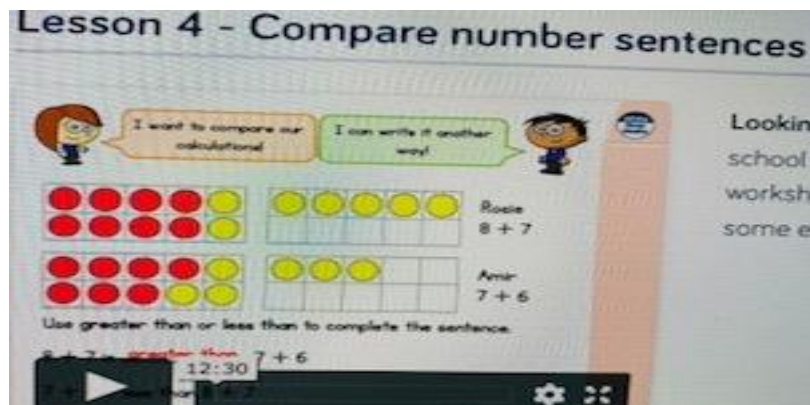 Lesson 4 - Compare number sentences
I want to compare our
calculations!
I can write it another
way!
Lookin
school
worksh
some e
Rosie
8 + 7
Amir
7 + 6
Use greater than or less than to complete the sentence.
8 + 7 is greater than 7 + 6
12:30